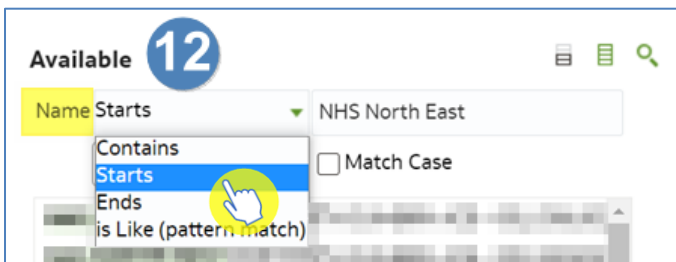 Available 12
Name Starts NHS North East
Contains
Match Case
Starts
Ends
is Like (pattern match)